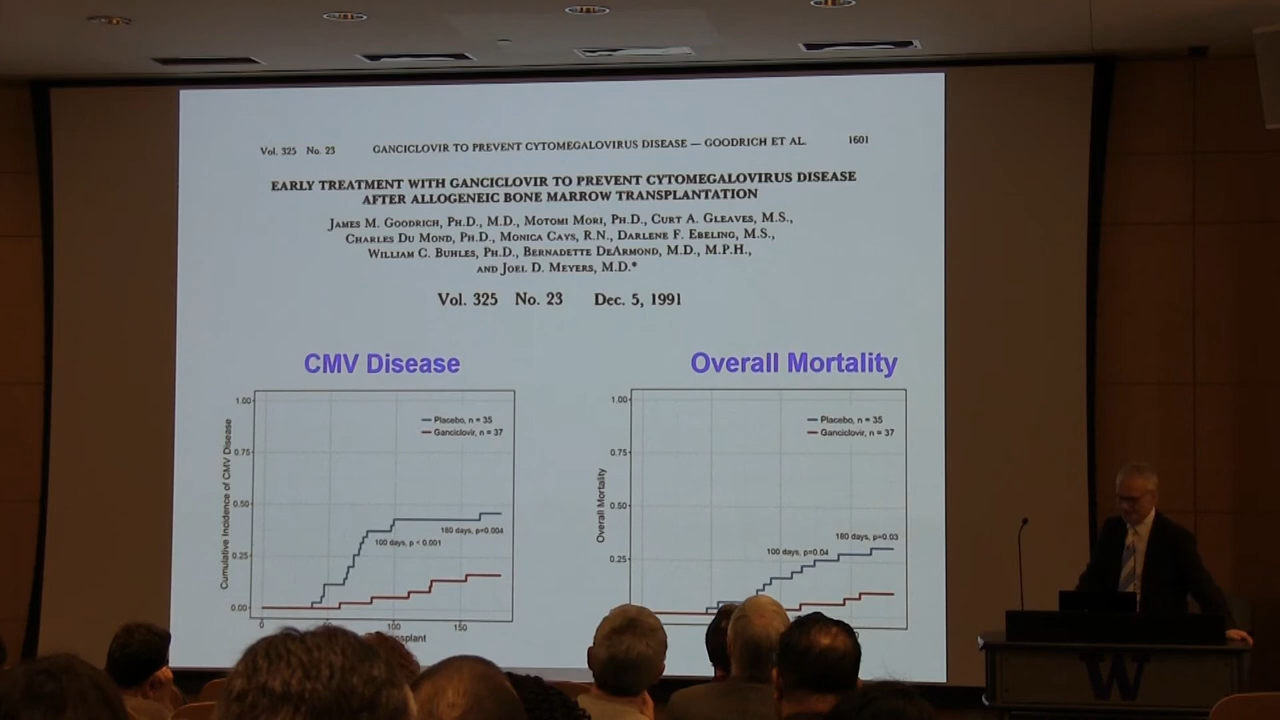 Vol. 325 No. 23 GANCICLOVIR TO PREVENT CYTOMEGALOVIRUS DISEASE — GOODRICH ET AL. 1601
EARLY TREATMENT WITH GANCICLOVIR TO PREVENT CYTOMEGALOVIRUS DISEASE
AFTER ALLOGENEIC BONE MARROW TRANSPLANTATION
JAMES M. GOODRICH, PH.D., M.D., MOTOMI MORI, PH.D., CURT A. GLEAVES, M.S.,
CHARLES DU MOND, PH.D., MONICA CAYS, R.N., DARLENE F. EBELING, M.S.,
WILLIAM C. BUHLES, PH.D., BERNADETTE DEARMOND, M.D., M.P.H.,
AND JOEL D. MEYERS, M.D.*
Vol. 325 No. 23 Dec. 5, 1991
CMV Disease
Cumulative Incidence of CMV Disease
1.00
0.75
0.50
0.25
0.00
Placebo, n = 35
Ganciclovir, n = 37
180 days, p=0.004
100 days, p < 0.001
0 100 150
Overall Mortality
Overall Mortality
1.00
0.75
0.50
0.25
Placebo, n = 35
Ganciclovir, n = 37
180 days, p=0.03
100 days, p=0.04
W